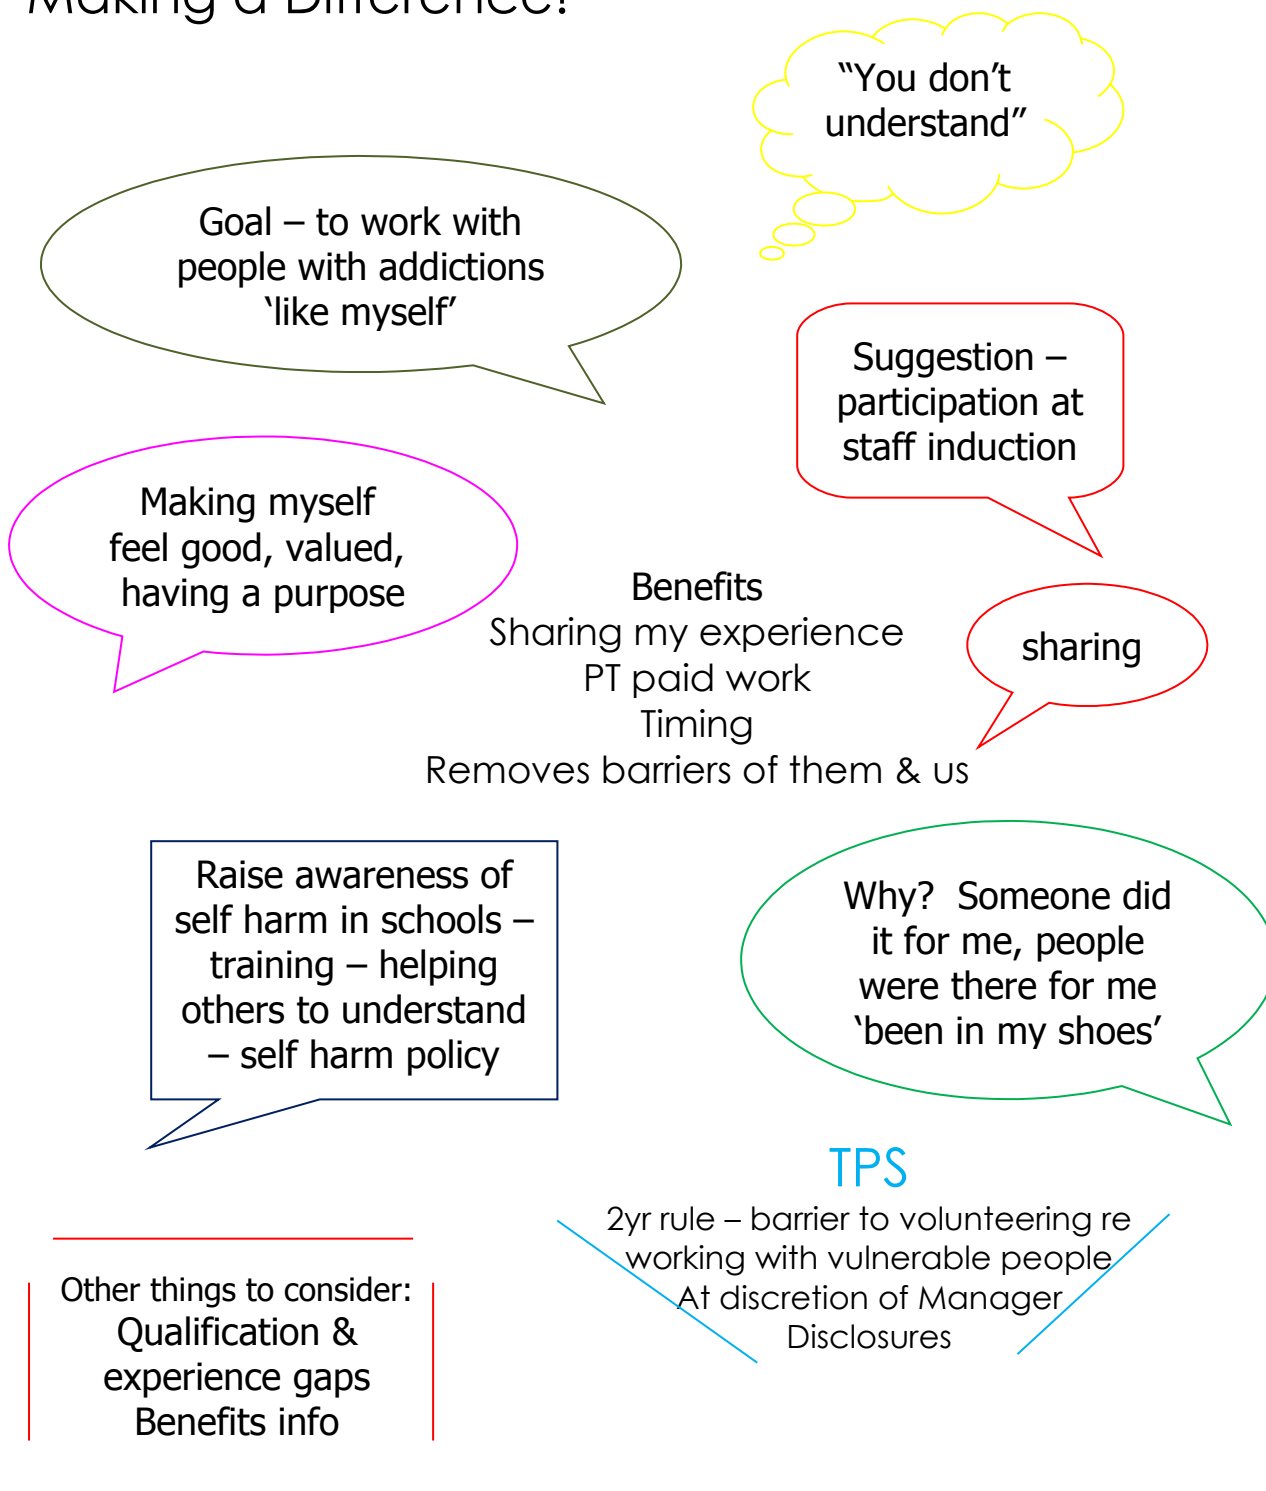 Making a Difference!
“You don’t
understand”
Goal – to work with
people with addictions
‘like myself’
Suggestion –
participation at
staff induction
Making myself
feel good, valued,
having a purpose
Benefits
Sharing my experience
PT paid work
Timing
Removes barriers of them & us
sharing
Raise awareness of
self harm in schools –
training – helping
others to understand
– self harm policy
Why?  Someone did
it for me, people
were there for me
‘been in my shoes’
TPS
2yr rule – barrier to volunteering re
working with vulnerable people
At discretion of Manager
Disclosures
Other things to consider:
Qualification &
experience gaps
Benefits info